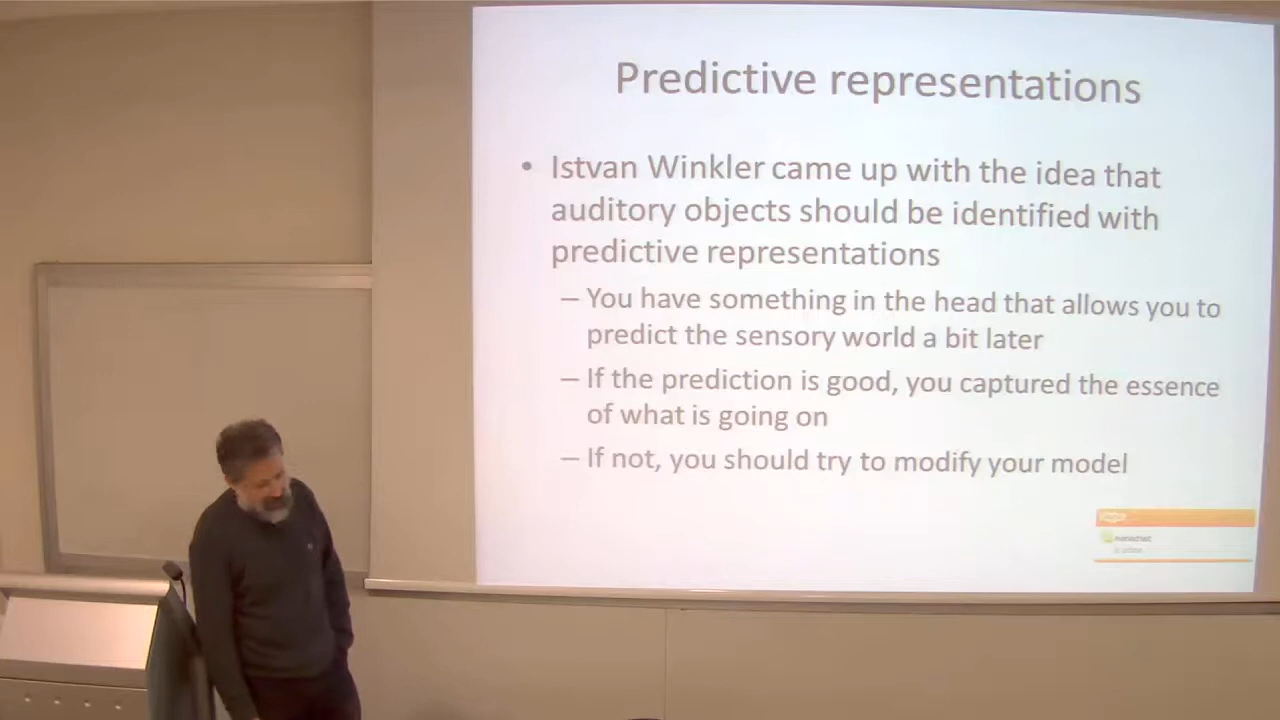 Predictive representations
• Istvan Winkler came up with the idea that
auditory objects should be identified with
predictive representations
– You have something in the head that allows you to
predict the sensory world a bit later
– If the prediction is good, you captured the essence
of what is going on
– If not, you should try to modify your model